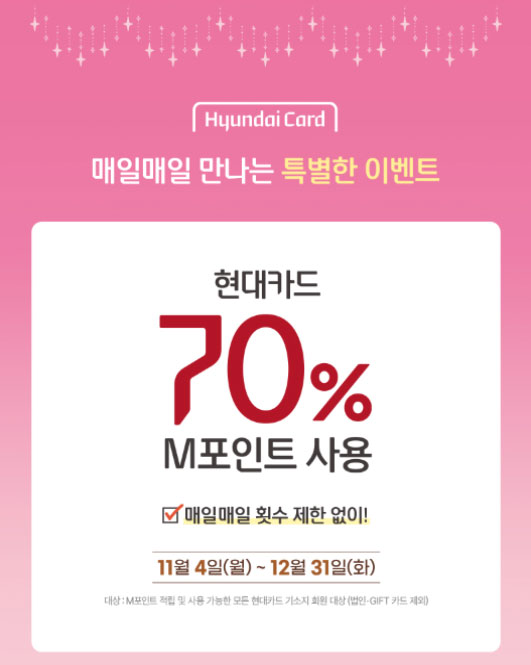 Hyundai Card
매일매일 만나는 특별한 이벤트
현대카드
70%
M포인트 사용
매일매일 횟수 제한 없이!
11월 4일(월) ~ 12월 31일(화)
대상 : M포인트 적립 및 사용 가능한 모든 현대카드 기소지 회원 대상 (법인·GIFT 카드 제외)